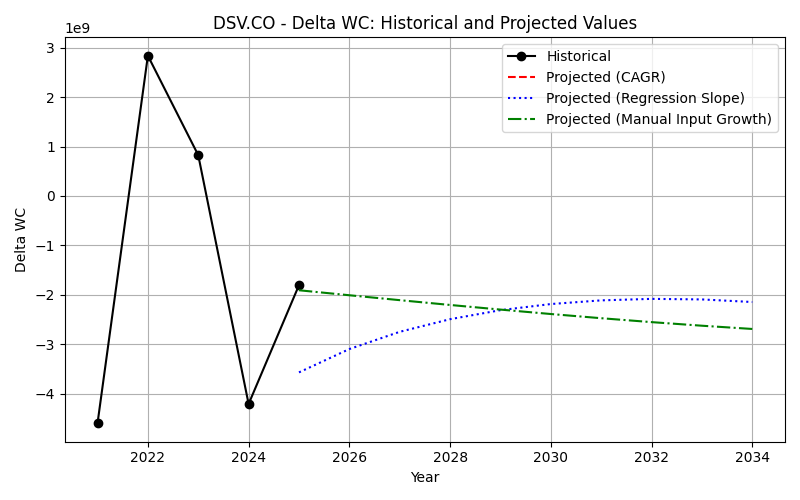 DSV.CO - Delta WC: Historical and Projected Values
1e9
Historical
Projected (CAGR)
Projected (Regression Slope)
Projected (Manual Input Growth)
3
2
1
0
−1
−2
−3
−4
Delta WC
2022 2024 2026 2028 2030 2032 2034
Year